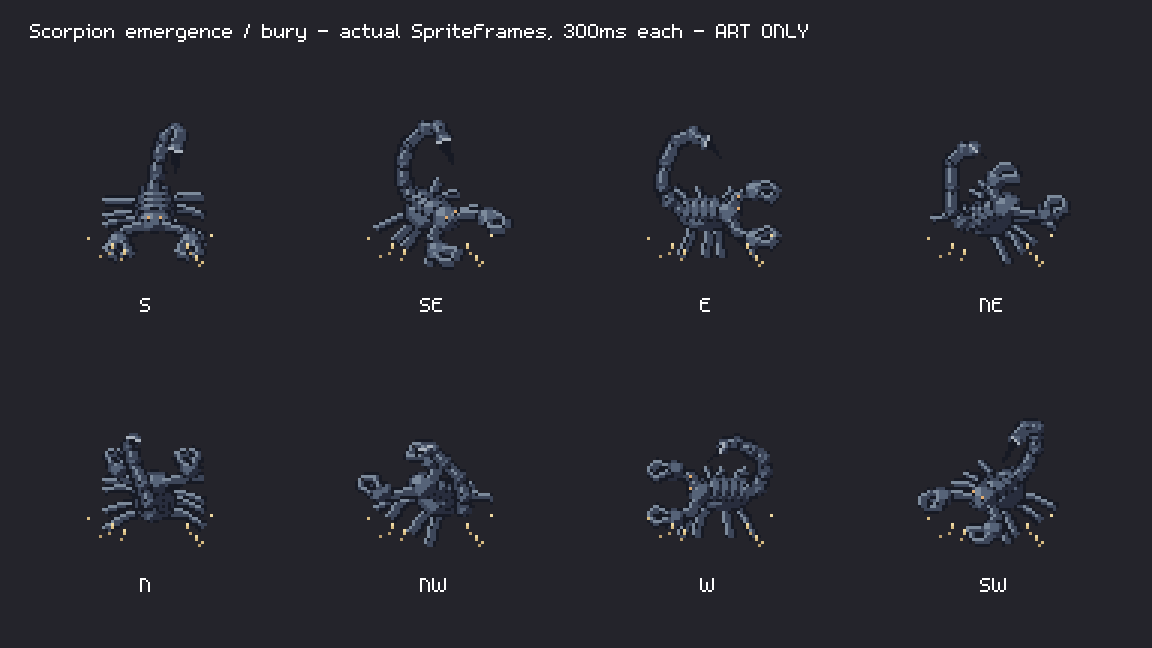 Scorpion emergence / bury - actual SpriteFrames, 300ms each - ART ONLY
S
SE
E
NE
N
NW
W
SW